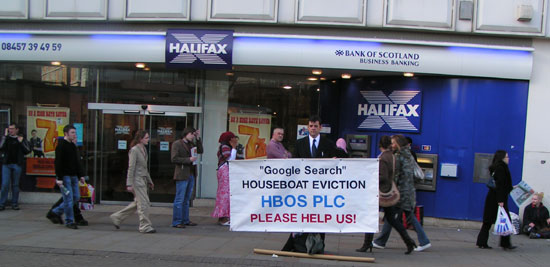 08457 39 49 59
HALIFAX
BANK OF SCOTLAND
BUSINESS BANKING
HALIFAX
"Google Search"
HOUSEBOAT EVICTION
HBOS PLC
PLEASE HELP US!